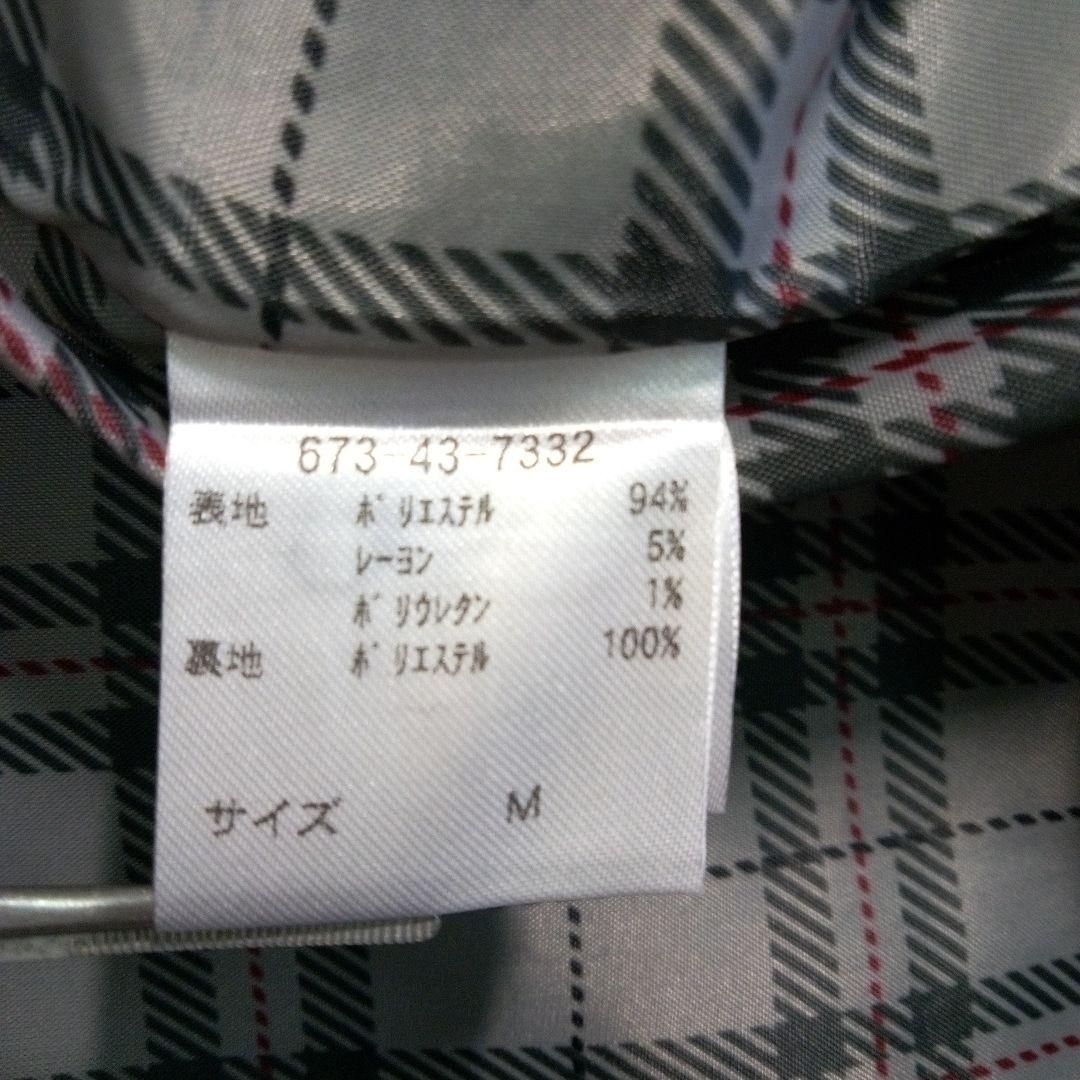 673-43-7332
表地 ポリエステル 94%
レーヨン 5%
ポリウレタン 1%
裏地 ポリエステル 100%
サイズ M